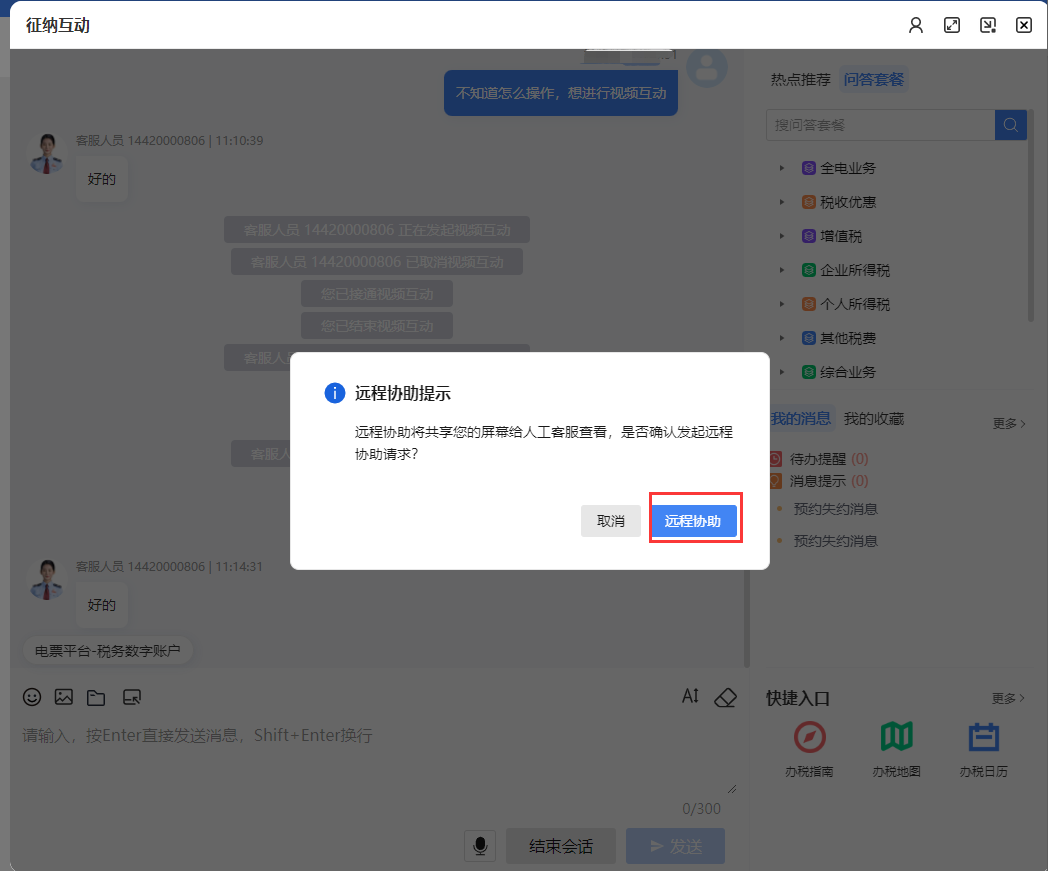 征纳互动
不知道怎么操作，想进行视频互动
客服人员 14420000806 | 11:10:39
好的
客服人员 14420000806 正在发起视频互动
客服人员 14420000806 已取消视频互动
您已接通视频互动
您已结束视频互动
客服人
远程协助提示
远程协助将共享您的屏幕给人工客服查看，是否确认发起远程
协助请求？
取消
远程协助
客服人
客服人员 14420000806 | 11:14:31
好的
电票平台-税务数字账户
请输入，按Enter直接发送消息，Shift+Enter换行
0/300
结束会话
发送
热点推荐 问答套餐
搜问答套餐
全电业务
税收优惠
增值税
企业所得税
个人所得税
其他税费
综合业务
我的消息 我的收藏 更多
待办提醒 (0)
消息提示 (0)
预约失约消息
预约失约消息
快捷入口 更多
办税指南 办税地图 办税日历